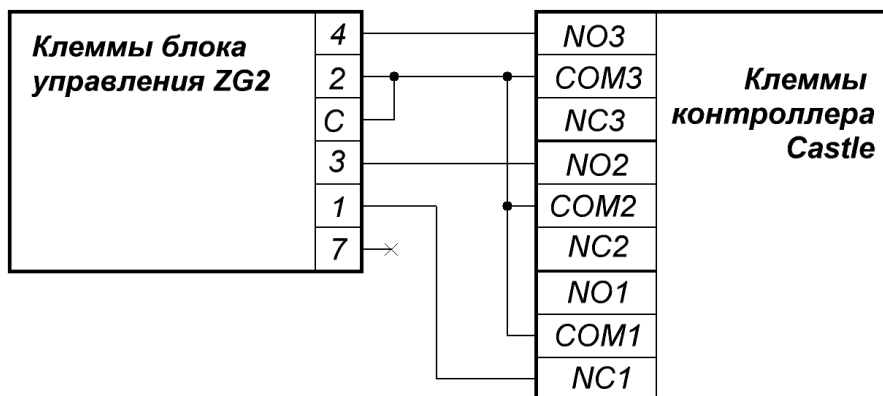 Клеммы блока
управления ZG2
4
2
C
3
1
7
NO3
COM3
NC3
NO2
COM2
NC2
NO1
COM1
NC1
Клеммы
контроллера
Castle